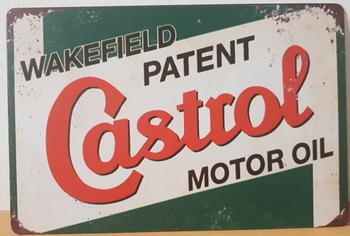 WAKEFIELD
PATENT
Castrol
MOTOR OIL